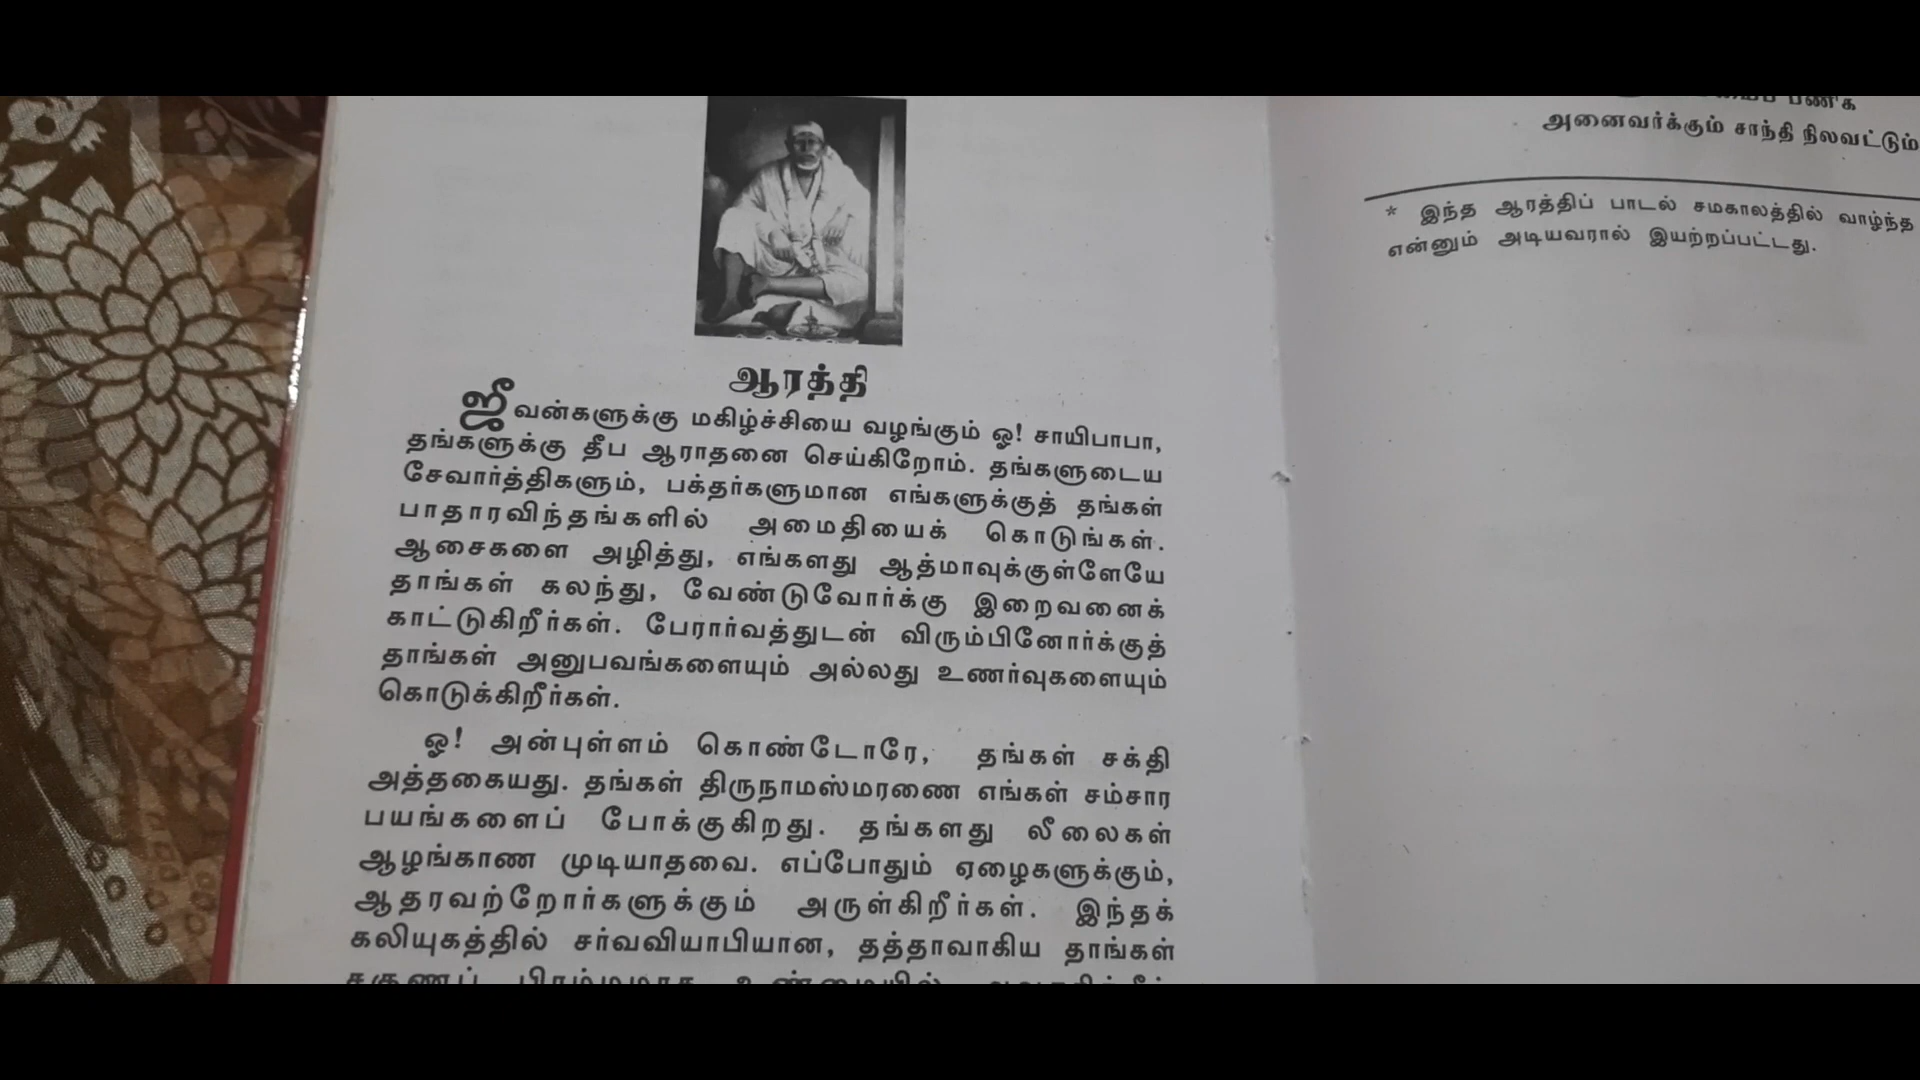 ஆரத்தி
ஜீவன்களுக்கு மகிழ்ச்சியை வழங்கும் ஓ! சாயிபாபா,
தங்களுக்கு தீப ஆராதனை செய்கிறோம். தங்களுடைய
சேவார்த்திகளும், பக்தர்களுமான எங்களுக்குத் தங்கள்
பாதாரவிந்தங்களில் அமைதியைக் கொடுங்கள்.
ஆசைகளை அழித்து, எங்களது ஆத்மாவுக்குள்ளேயே
தாங்கள் கலந்து, வேண்டுவோர்க்கு இறைவனைக்
காட்டுகிறீர்கள். பேரார்வத்துடன் விரும்பினோர்க்குத்
தாங்கள் அனுபவங்களையும் அல்லது உணர்வுகளையும்
கொடுக்கிறீர்கள்.
ஓ! அன்புள்ளம் கொண்டோரே, தங்கள் சக்தி
அத்தகையது. தங்கள் திருநாமஸ்மரணை எங்கள் சம்சார
பயங்களைப் போக்குகிறது. தங்களது லீலைகள்
ஆழங்காண முடியாதவை. எப்போதும் ஏழைகளுக்கும்,
ஆதரவற்றோர்களுக்கும் அருள்கிறீர்கள். இந்தக்
கலியுகத்தில் சர்வவியாபியான, தத்தாவாகிய தாங்கள்
அனைவர்க்கும் சாந்தி நிலவட்டும்
* இந்த ஆரத்திப் பாடல் சமகாலத்தில் வாழ்ந்த
என்னும் அடியவரால் இயற்றப்பட்டது.